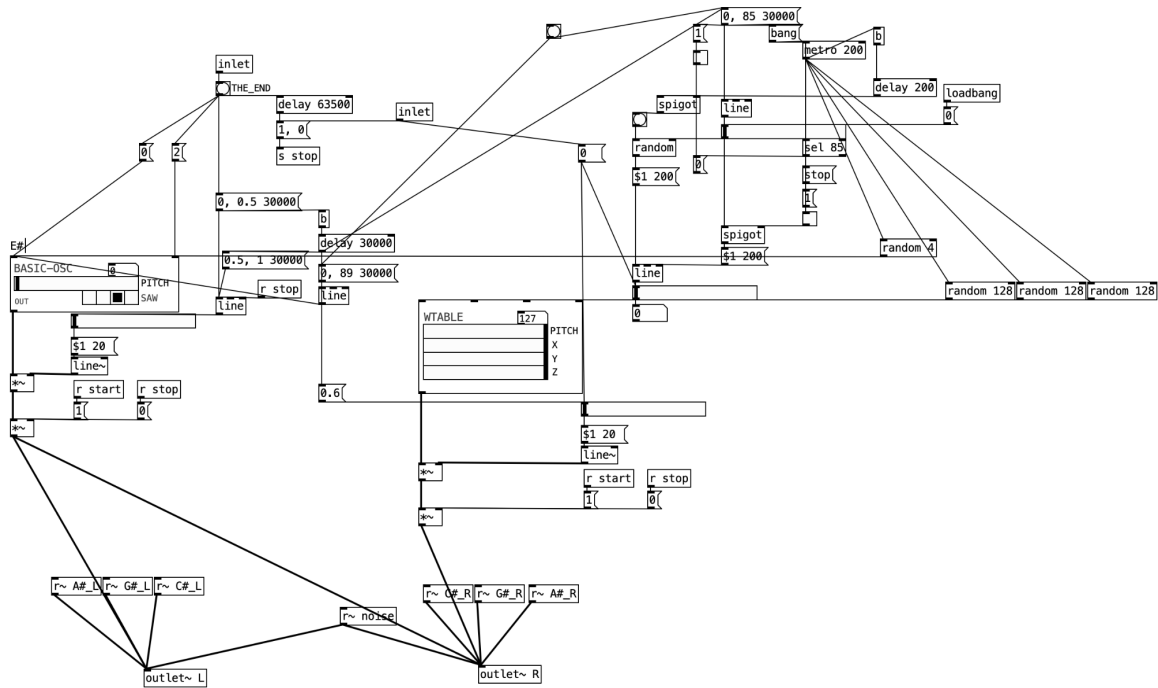 0, 85 30000
1
bang
metro 200
b
inlet
THE_END
delay 63500
inlet
spigot
line
delay 200
loadbang
0
1, 0
s stop
0
2
0
random
0
sel 85
$1 200
stop
1
0, 0.5 30000
b
delay 30000
spigot
random 4
E#
0.5, 1 30000
$1 200
BASIC-OSC
0
PITCH
OUT
SAW
r stop
line
0, 89 30000
line
line
random 128
random 128
random 128
WTABLE
127
PITCH
X
Y
Z
0
$1 20
line~
*~
r start
r stop
1
0
0.6
*~
$1 20
line~
*~
r start
r stop
1
0
*~
r~ A#_L
r~ G#_L
r~ C#_L
r~ noise
r~ C#_R
r~ G#_R
r~ A#_R
outlet~ L
outlet~ R